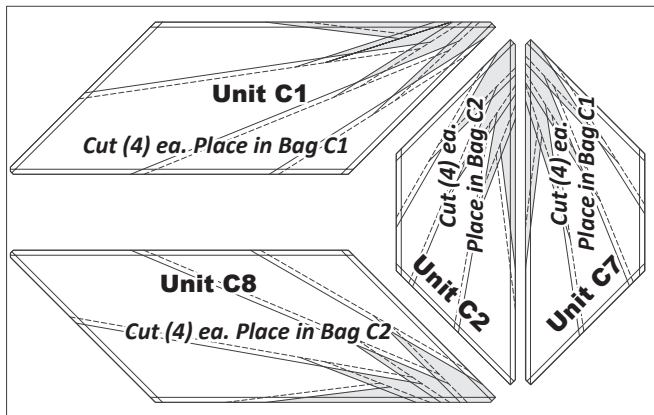 Unit C1
Cut (4) ea. Place in Bag C1
Unit C8
Cut (4) ea. Place in Bag C2
Cut (4) ea.
Place in Bag C2
Unit C2
Cut (4) ea.
Place in Bag C1
Unit C7